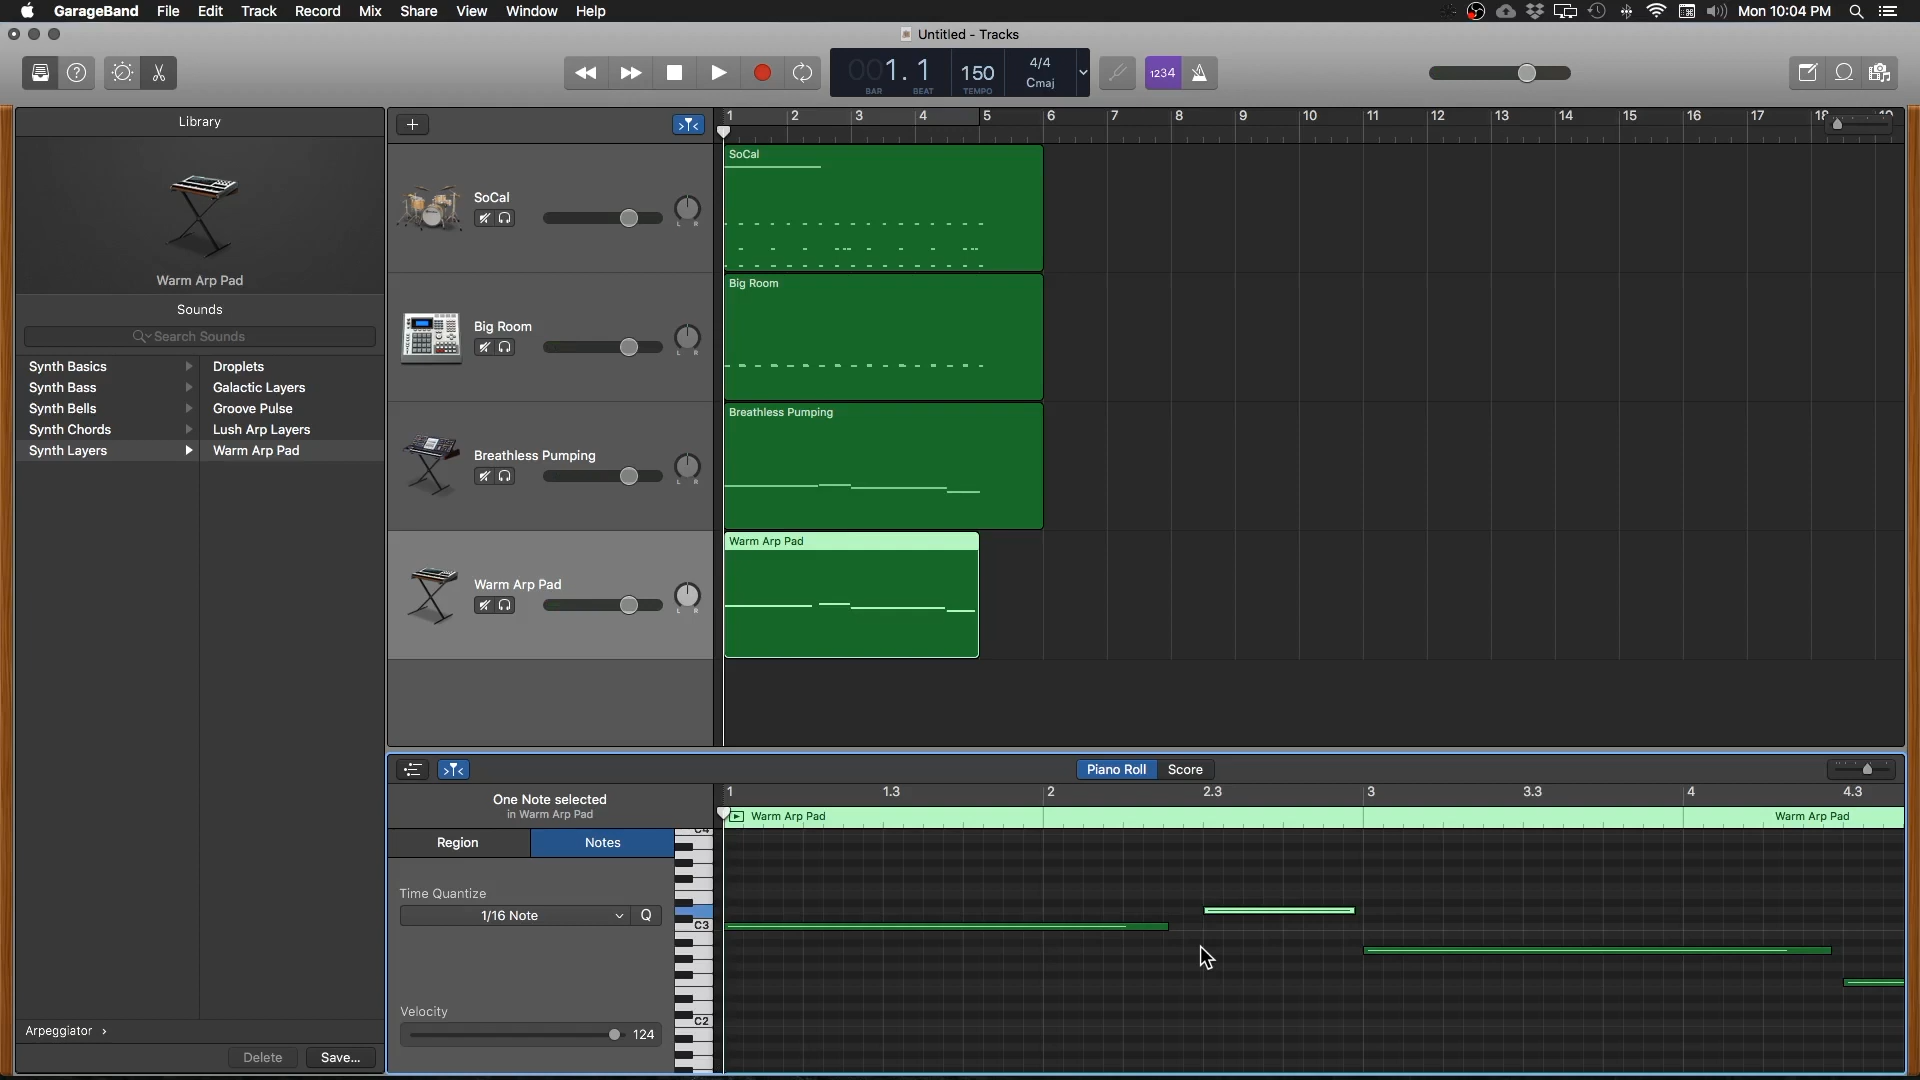 GarageBand File Edit Track Record Mix Share View Window Help
Mon 10:04 PM
Untitled - Tracks
001. 1
BAR BEAT
150
TEMPO
4/4
Cmaj
1234
Library
Warm Arp Pad
Sounds
Search Sounds
Synth Basics
Synth Bass
Synth Bells
Synth Chords
Synth Layers
Droplets
Galactic Layers
Groove Pulse
Lush Arp Layers
Warm Arp Pad
Arpeggiator ›
Delete Save...
1 2 3 4 5 6 7 8 9 10 11 12 13 14 15 16 17 18
SoCal
L R
SoCal
Big Room
L R
Big Room
Breathless Pumping
L R
Breathless Pumping
Warm Arp Pad
L R
Warm Arp Pad
Piano Roll Score
One Note selected
in Warm Arp Pad
1 1.3 2 2.3 3 3.3 4 4.3
Warm Arp Pad Warm Arp Pad
Region Notes
Time Quantize
1/16 Note Q
Velocity
124
C4
C3
C2